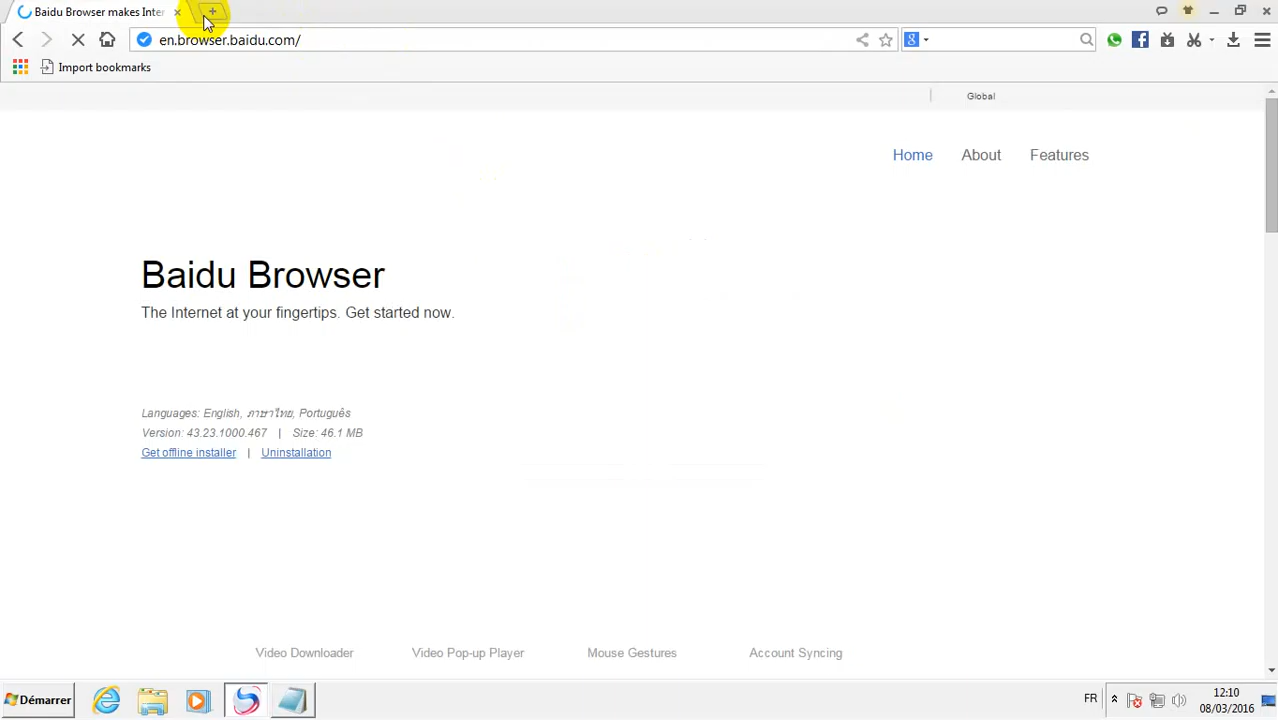 Baidu Browser makes Inter
en.browser.baidu.com/
Import bookmarks
Global
Home About Features
Baidu Browser
The Internet at your fingertips. Get started now.
Languages: English, ภาษาไทย, Português
Version: 43.23.1000.467 | Size: 46.1 MB
Get offline installer | Uninstallation
Video Downloader Video Pop-up Player Mouse Gestures Account Syncing
Démarrer FR 12:10
08/03/2016